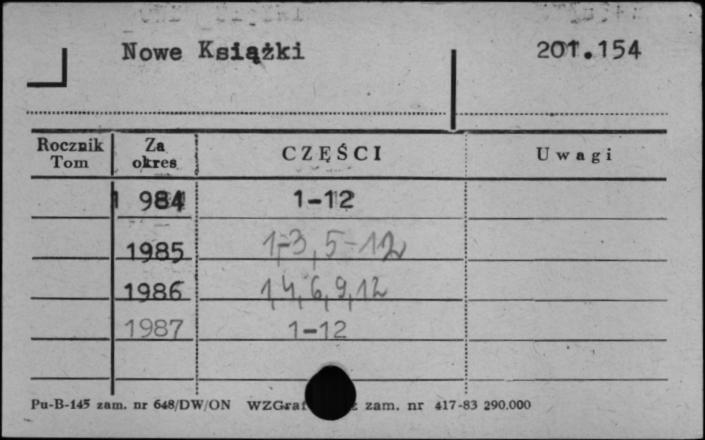 Nowe Książki 201.154
Rocznik Tom Za okres CZĘŚCI Uwagi
1984 1-12
1985 1-3, 5-12
1986 1,4,6,9,12
1987 1-12
Pu-B-145 zam. nr 648/DW/ON WZGraf zam. nr 417-83 290.000